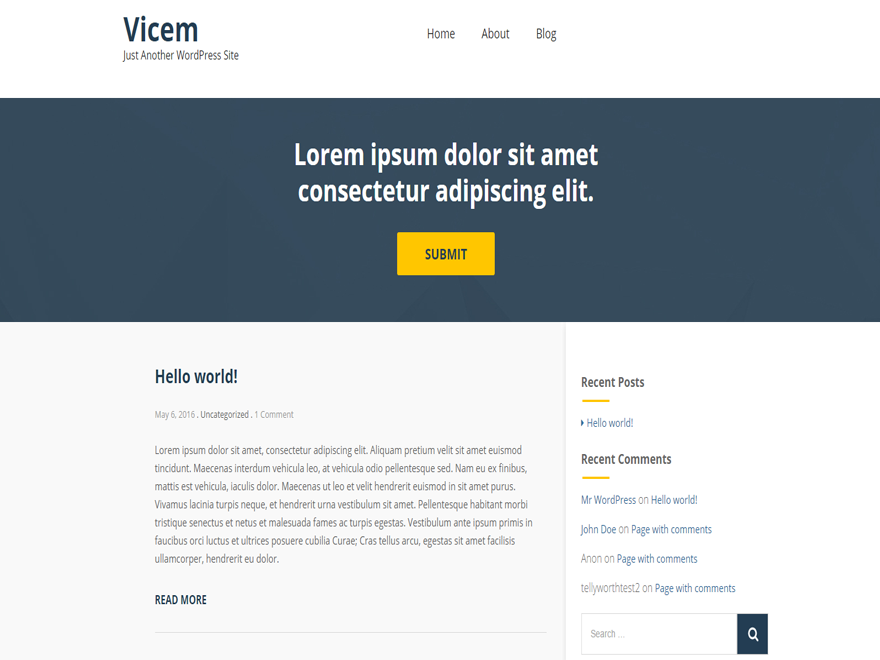 Vicem
Just Another WordPress Site
Home About Blog
Lorem ipsum dolor sit amet
consectetur adipiscing elit.
SUBMIT
Hello world!
May 6, 2016 . Uncategorized . 1 Comment
Lorem ipsum dolor sit amet, consectetur adipiscing elit. Aliquam pretium velit sit amet euismod
tincidunt. Maecenas interdum vehicula leo, at vehicula odio pellentesque sed. Nam eu ex finibus,
mattis est vehicula, iaculis dolor. Maecenas ut leo et velit hendrerit euismod in sit amet purus.
Vivamus lacinia turpis neque, et hendrerit urna vestibulum sit amet. Pellentesque habitant morbi
tristique senectus et netus et malesuada fames ac turpis egestas. Vestibulum ante ipsum primis in
faucibus orci luctus et ultrices posuere cubilia Curae; Cras tellus arcu, egestas sit amet facilisis
ullamcorper, hendrerit eu dolor.
READ MORE
Recent Posts
Hello world!
Recent Comments
Mr WordPress on Hello world!
John Doe on Page with comments
Anon on Page with comments
tellyworthtest2 on Page with comments
Search …